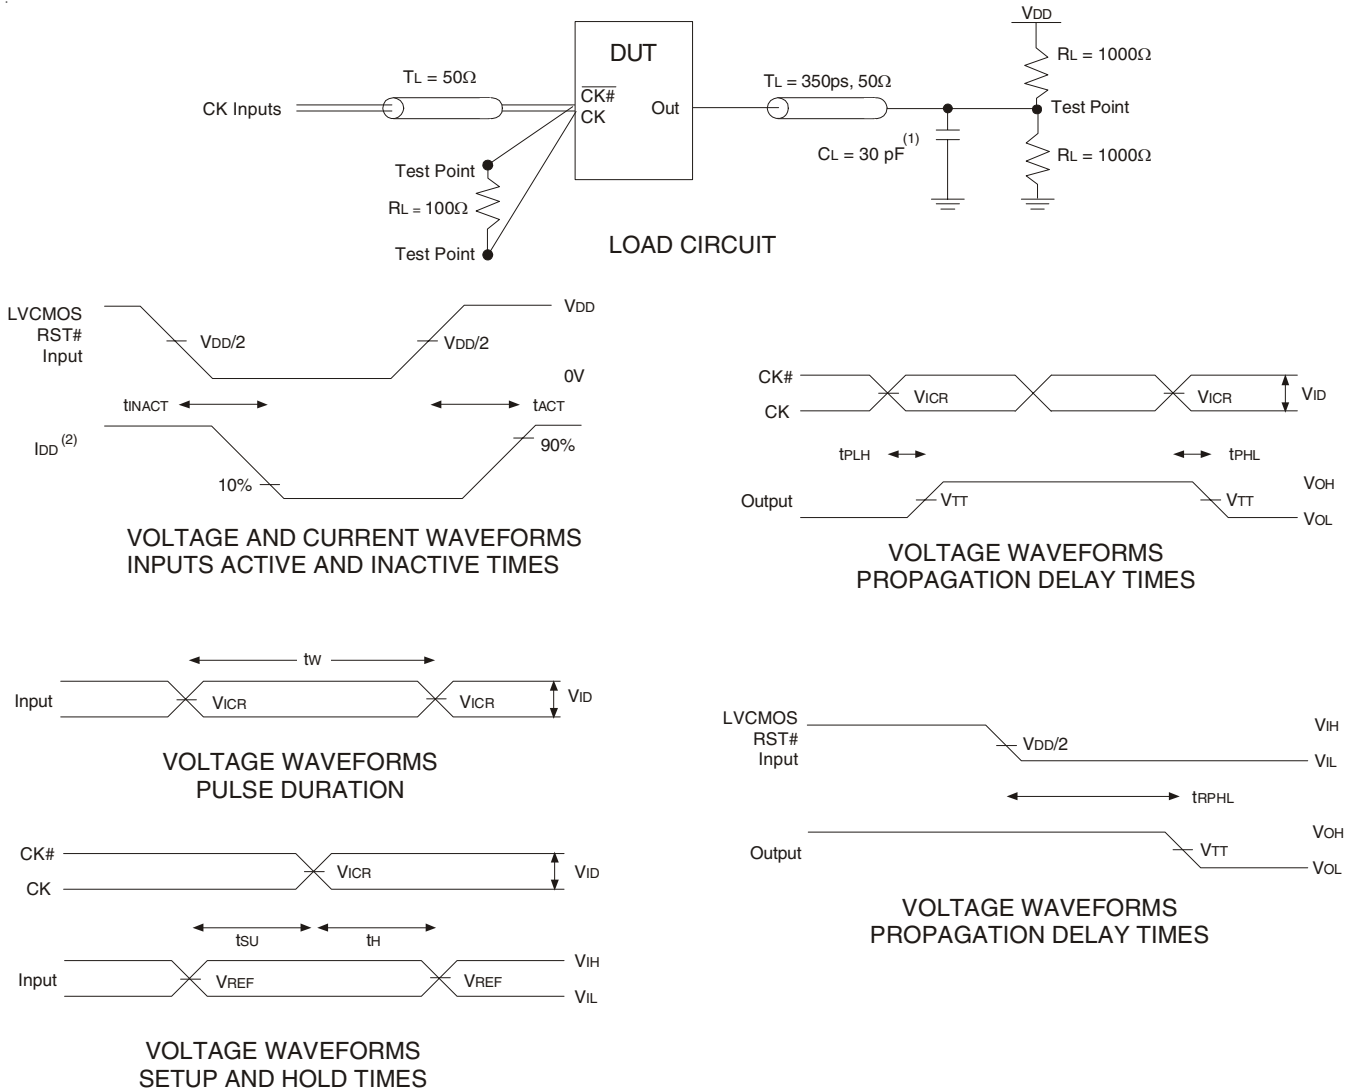 VDD
RL = 1000Ω
DUT
TL = 50Ω
TL = 350ps, 50Ω
CK Inputs
CK#
CK
Out
Test Point
CL = 30 pF(1)
RL = 1000Ω
Test Point
RL = 100Ω
Test Point
LOAD CIRCUIT
LVCMOS
RST#
Input
VDD/2
VDD/2
VDD
0V
tINACT
tACT
IDD (2)
10%
90%
VOLTAGE AND CURRENT WAVEFORMS
INPUTS ACTIVE AND INACTIVE TIMES
CK#
CK
VICR
VICR
VID
tPLH
tPHL
Output
VTT
VTT
VOH
VOL
VOLTAGE WAVEFORMS
PROPAGATION DELAY TIMES
tW
Input
VICR
VICR
VID
VOLTAGE WAVEFORMS
PULSE DURATION
LVCMOS
RST#
Input
VDD/2
VIH
VIL
tRPHL
Output
VTT
VOH
VOL
VOLTAGE WAVEFORMS
PROPAGATION DELAY TIMES
CK#
CK
VICR
VID
tSU
tH
Input
VREF
VREF
VIH
VIL
VOLTAGE WAVEFORMS
SETUP AND HOLD TIMES